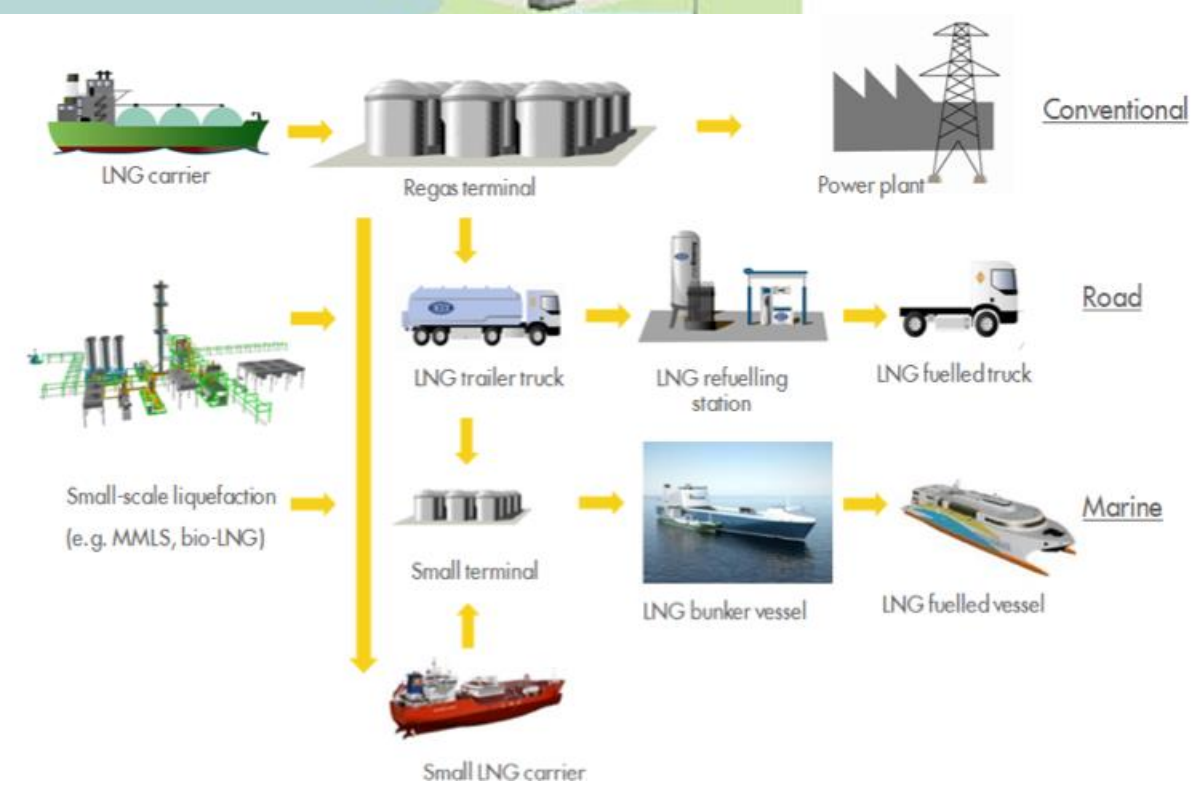 Conventional
LNG carrier
Regas terminal
Power plant
Road
LNG trailer truck
LNG refuelling
station
LNG fuelled truck
Small-scale liquefaction
(e.g. MMLS, bio-LNG)
Marine
Small terminal
LNG bunker vessel
LNG fuelled vessel
Small LNG carrier